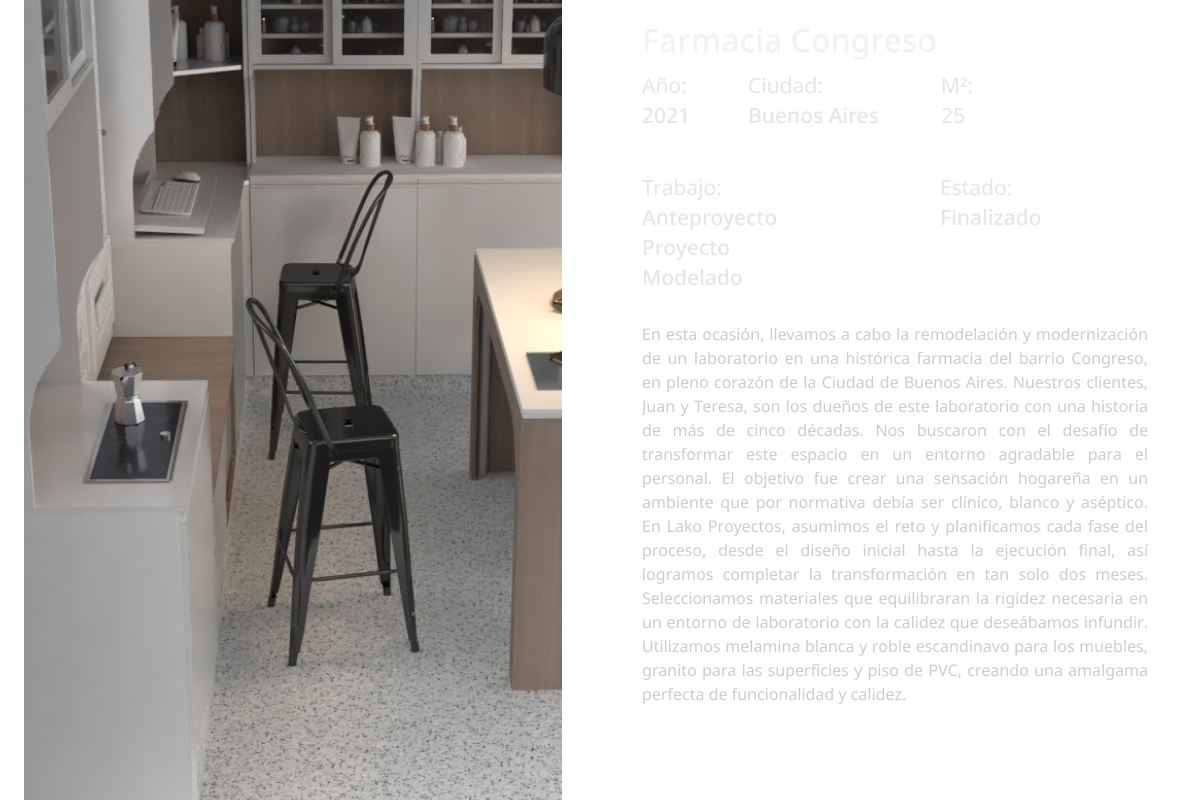 Farmacia Congreso
Año: Ciudad: M²:
2021 Buenos Aires 25
Trabajo: Estado:
Anteproyecto Finalizado
Proyecto
Modelado
En esta ocasión, llevamos a cabo la remodelación y modernización
de un laboratorio en una histórica farmacia del barrio Congreso,
en pleno corazón de la Ciudad de Buenos Aires. Nuestros clientes,
Juan y Teresa, son los dueños de este laboratorio con una historia
de más de cinco décadas. Nos buscaron con el desafío de
transformar este espacio en un entorno agradable para el
personal. El objetivo fue crear una sensación hogareña en un
ambiente que por normativa debía ser clínico, blanco y aséptico.
En Lako Proyectos, asumimos el reto y planificamos cada fase del
proceso, desde el diseño inicial hasta la ejecución final, así
logramos completar la transformación en tan solo dos meses.
Seleccionamos materiales que equilibraran la rigidez necesaria en
un entorno de laboratorio con la calidez que deseábamos infundir.
Utilizamos melamina blanca y roble escandinavo para los muebles,
granito para las superficies y piso de PVC, creando una amalgama
perfecta de funcionalidad y calidez.